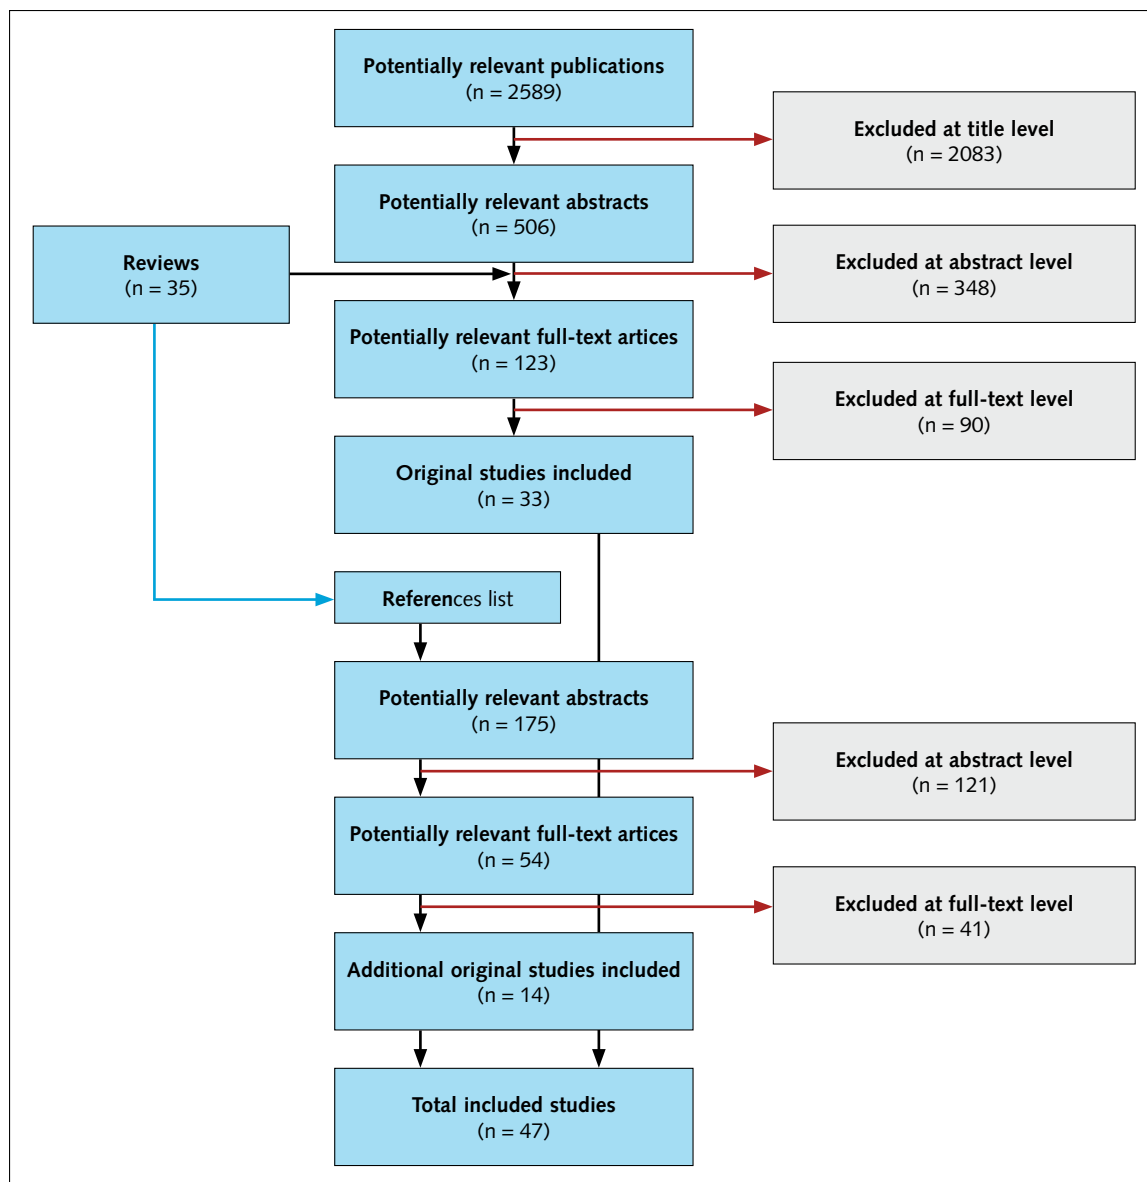 Potentially relevant publications
(n = 2589)
Excluded at title level
(n = 2083)
Potentially relevant abstracts
(n = 506)
Reviews
(n = 35)
Excluded at abstract level
(n = 348)
Potentially relevant full-text artices
(n = 123)
Excluded at full-text level
(n = 90)
Original studies included
(n = 33)
References list
Potentially relevant abstracts
(n = 175)
Excluded at abstract level
(n = 121)
Potentially relevant full-text artices
(n = 54)
Excluded at full-text level
(n = 41)
Additional original studies included
(n = 14)
Total included studies
(n = 47)